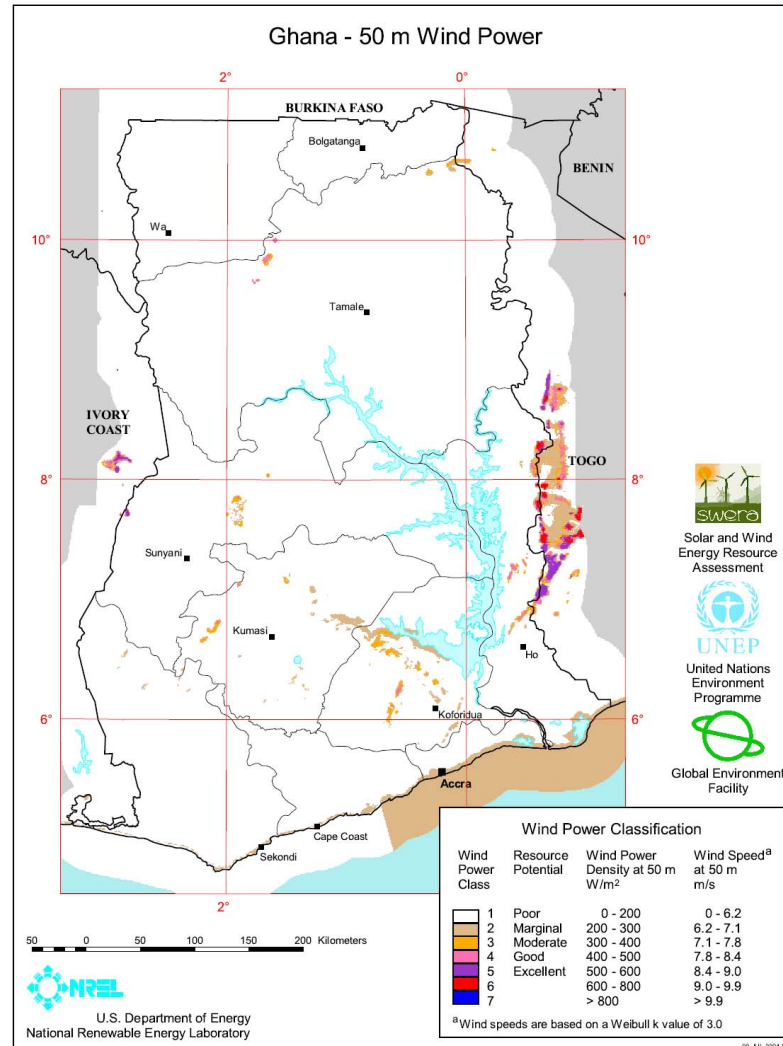 Ghana - 50 m Wind Power
2°
0°
BURKINA FASO
Bolgatanga
BENIN
Wa
10°
10°
Tamale
IVORY
COAST
TOGO
8°
8°
swera
Solar and Wind
Energy Resource
Assessment
Sunyani
Kumasi
Ho
UNEP
United Nations
Environment
Programme
6°
6°
Koforidua
Global Environment
Facility
Accra
Cape Coast
Sekondi
2°
Wind Power Classification
Wind Power Class
Resource Potential
Wind Power Density at 50 m W/m²
Wind Speedᵃ at 50 m m/s
1 Poor 0 - 200 0 - 6.2
2 Marginal 200 - 300 6.2 - 7.1
3 Moderate 300 - 400 7.1 - 7.8
4 Good 400 - 500 7.8 - 8.4
5 Excellent 500 - 600 8.4 - 9.0
6 600 - 800 9.0 - 9.9
7 > 800 > 9.9
ᵃWind speeds are based on a Weibull k value of 3.0
50 0 50 100 150 200 Kilometers
NREL
U.S. Department of Energy
National Renewable Energy Laboratory